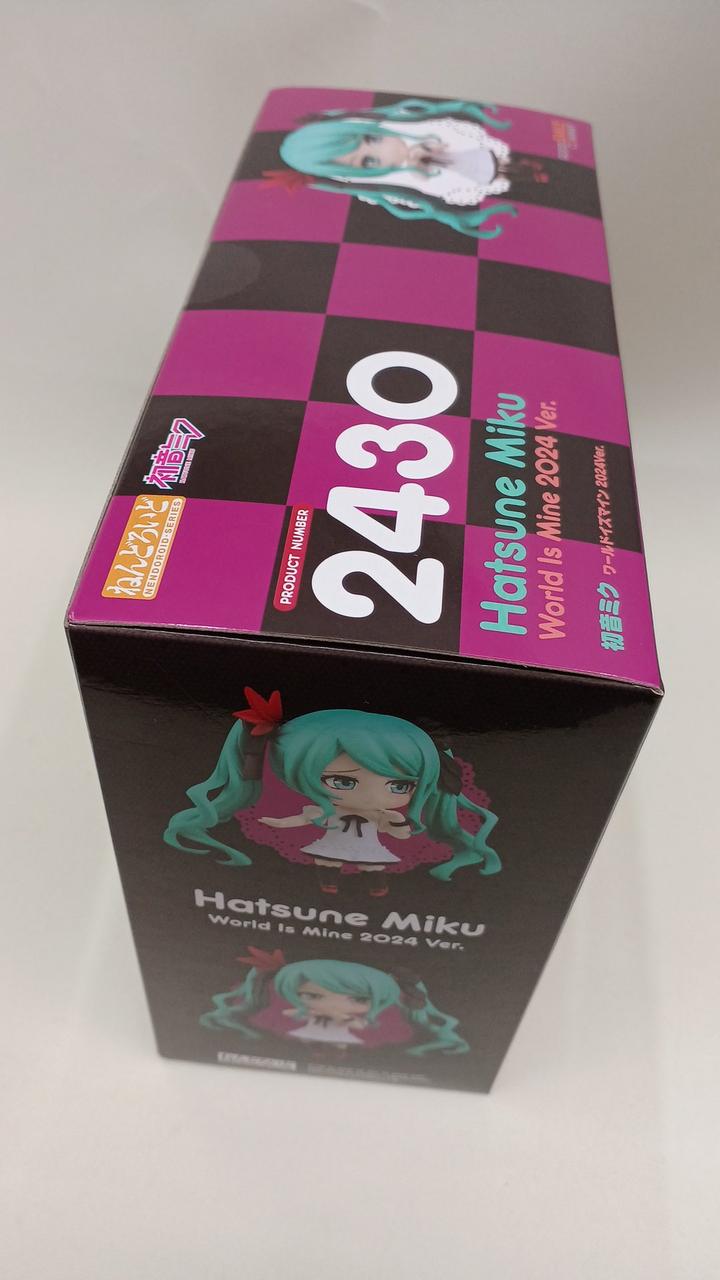 初音ミク
ねんどろいど
NENDOROID SERIES
PRODUCT NUMBER
2430
Hatsune Miku
World Is Mine 2024 Ver.
初音ミク ワールドイズマイン 2024Ver.
Hatsune Miku
World Is Mine 2024 Ver.